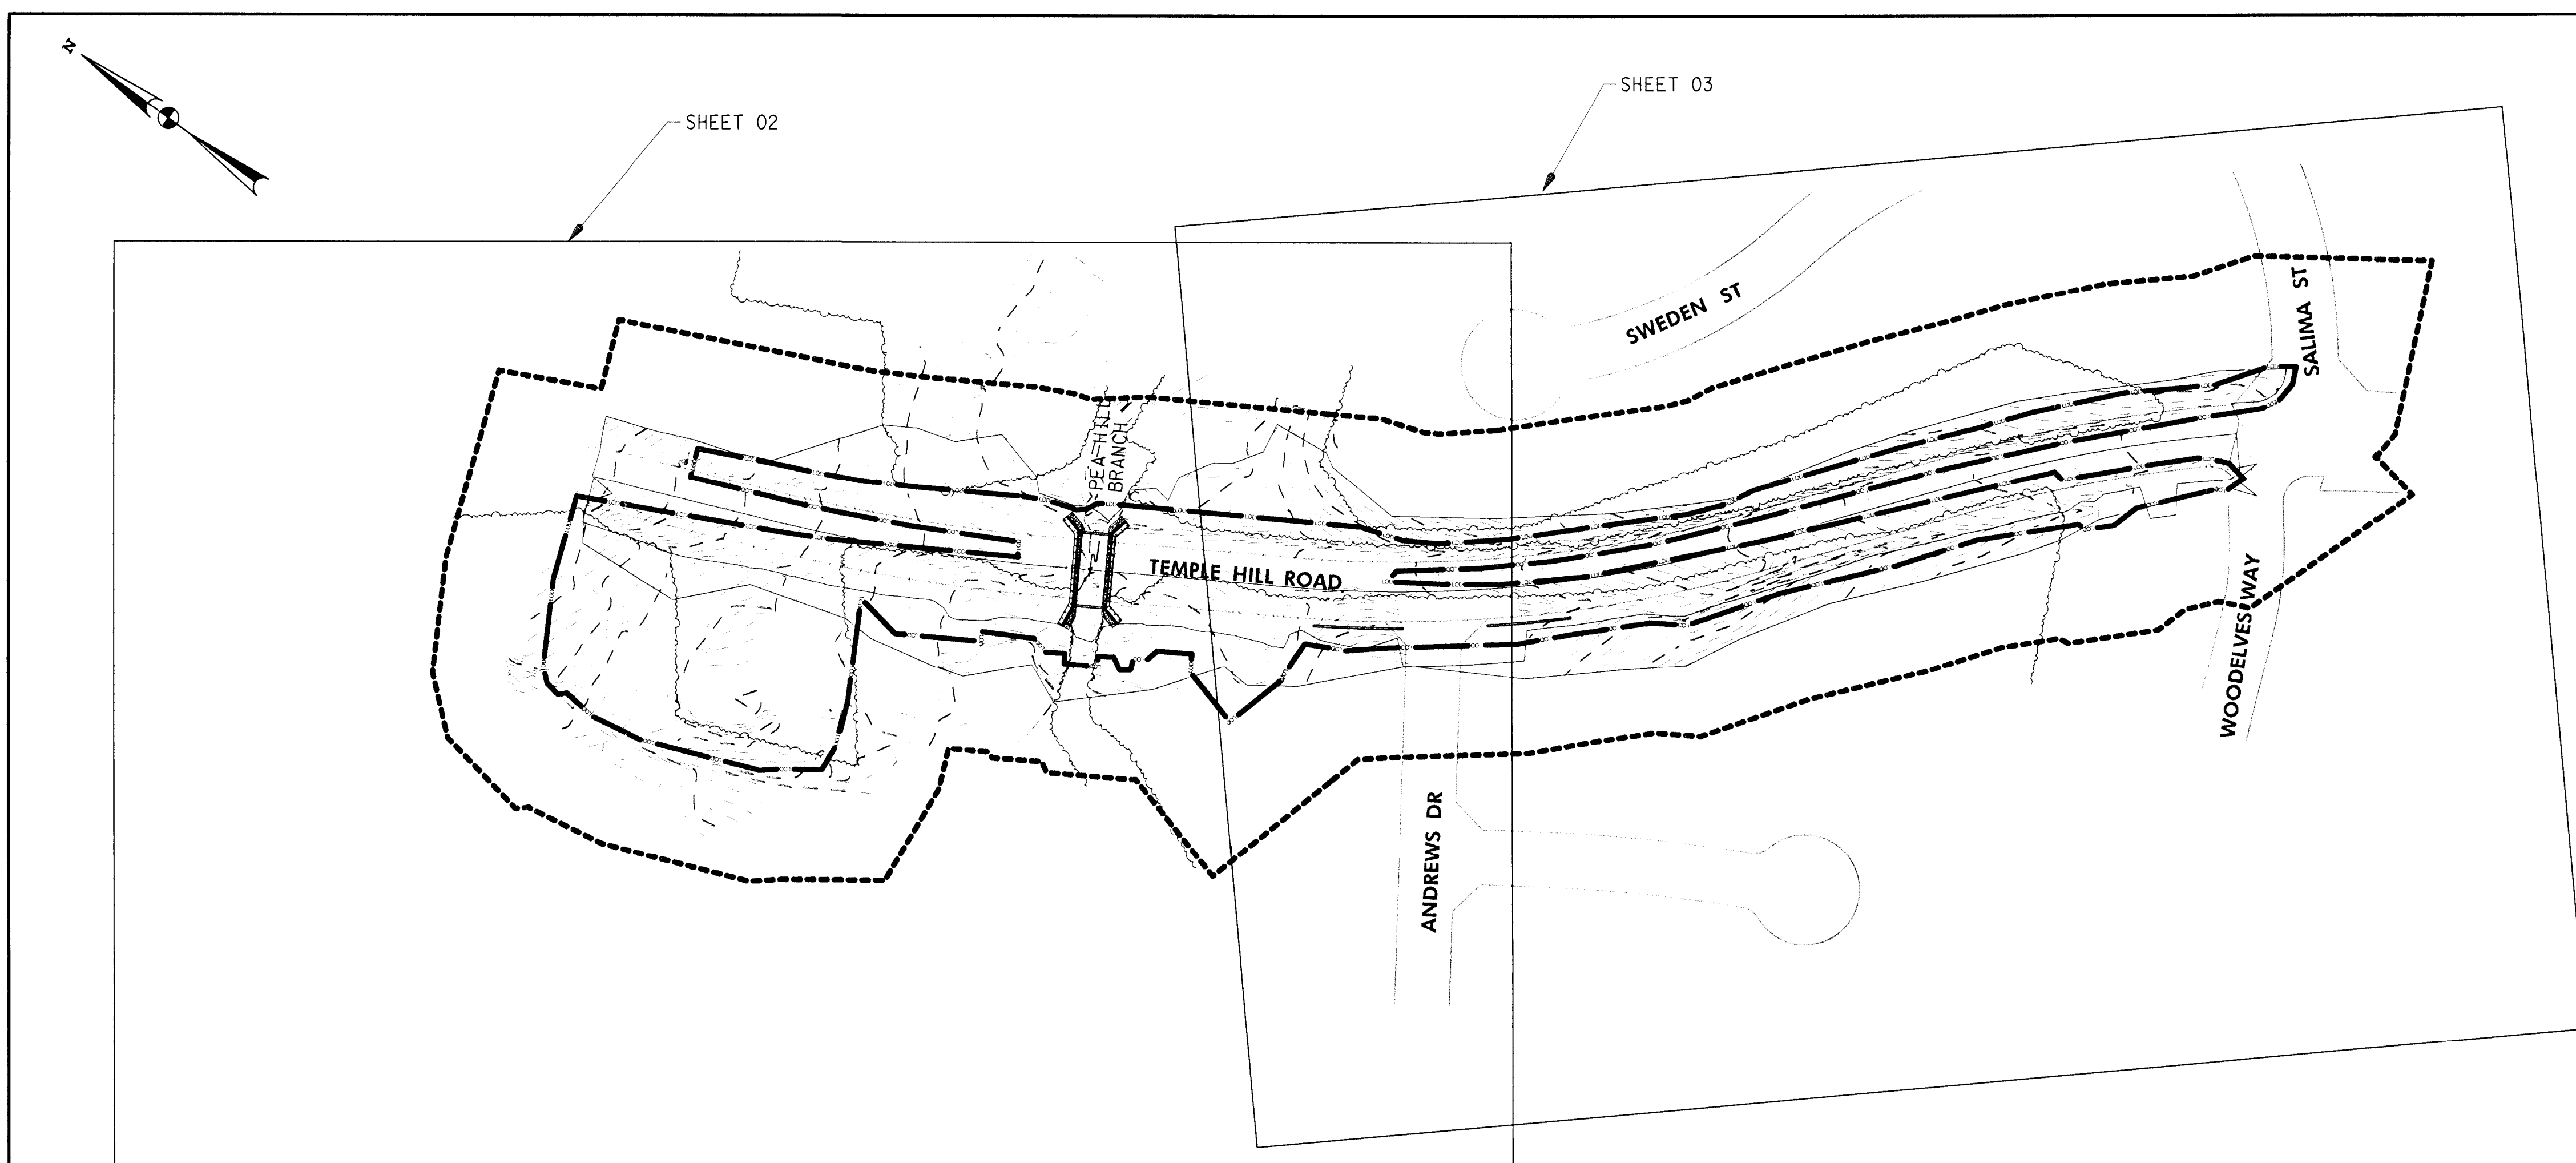 N
SHEET 03
SHEET 02
SWEDEN ST
SALIMA ST
PEA HILL
BRANCH
TEMPLE HILL ROAD
WOODELVES WAY
ANDREWS DR